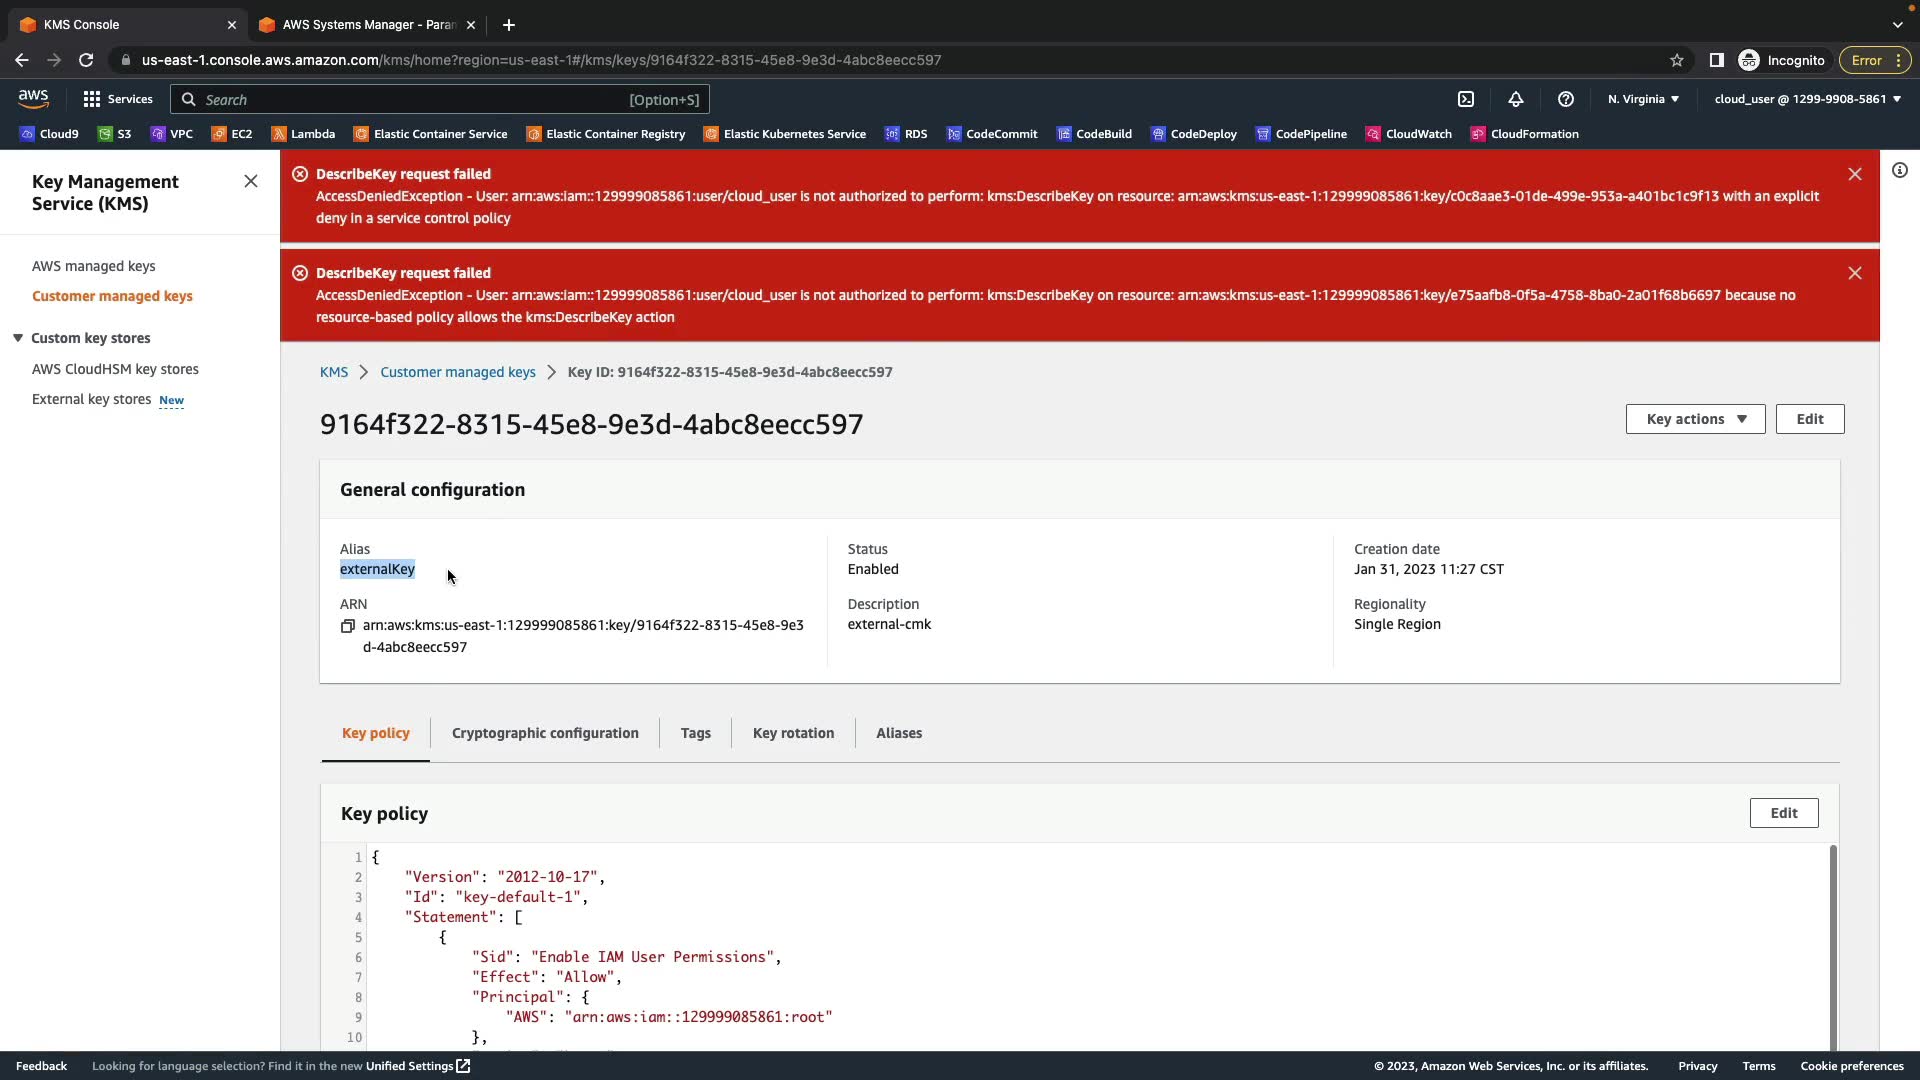 KMS Console
AWS Systems Manager - Para
us-east-1.console.aws.amazon.com/kms/home?region=us-east-1#/kms/keys/9164f322-8315-45e8-9e3d-4abc8eecc597
Incognito
Error
aws
Services
Search
[Option+S]
N. Virginia
cloud_user @ 1299-9908-5861
Cloud9
S3
VPC
EC2
Lambda
Elastic Container Service
Elastic Container Registry
Elastic Kubernetes Service
RDS
CodeCommit
CodeBuild
CodeDeploy
CodePipeline
CloudWatch
CloudFormation
Key Management
Service (KMS)
AWS managed keys
Customer managed keys
Custom key stores
AWS CloudHSM key stores
External key stores New
DescribeKey request failed
AccessDeniedException - User: arn:aws:iam::129999085861:user/cloud_user is not authorized to perform: kms:DescribeKey on resource: arn:aws:kms:us-east-1:129999085861:key/c0c8aae3-01de-499e-953a-a401bc1c9f13 with an explicit
deny in a service control policy
DescribeKey request failed
AccessDeniedException - User: arn:aws:iam::129999085861:user/cloud_user is not authorized to perform: kms:DescribeKey on resource: arn:aws:kms:us-east-1:129999085861:key/e75aafb8-0f5a-4758-8ba0-2a01f68b6697 because no
resource-based policy allows the kms:DescribeKey action
KMS > Customer managed keys > Key ID: 9164f322-8315-45e8-9e3d-4abc8eecc597
9164f322-8315-45e8-9e3d-4abc8eecc597
Key actions
Edit
General configuration
Alias
externalKey
ARN
arn:aws:kms:us-east-1:129999085861:key/9164f322-8315-45e8-9e3
d-4abc8eecc597
Status
Enabled
Description
external-cmk
Creation date
Jan 31, 2023 11:27 CST
Regionality
Single Region
Key policy
Cryptographic configuration
Tags
Key rotation
Aliases
Key policy
Edit
1 {
2 "Version": "2012-10-17",
3 "Id": "key-default-1",
4 "Statement": [
5 {
6 "Sid": "Enable IAM User Permissions",
7 "Effect": "Allow",
8 "Principal": {
9 "AWS": "arn:aws:iam::129999085861:root"
10 },
Feedback
Looking for language selection? Find it in the new Unified Settings
© 2023, Amazon Web Services, Inc. or its affiliates.
Privacy
Terms
Cookie preferences